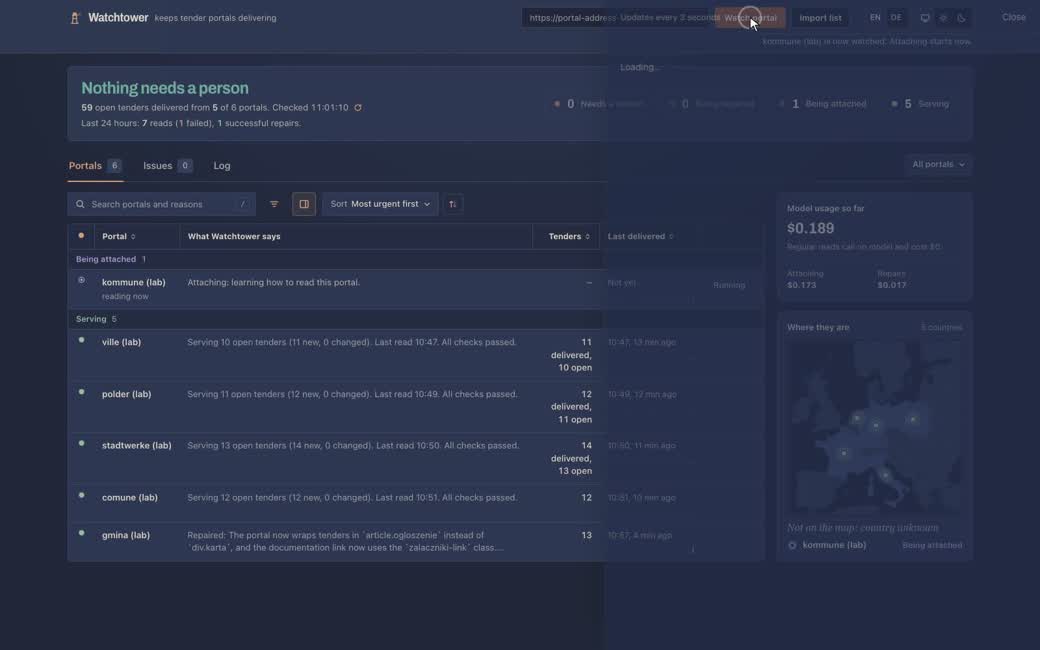 Watchtower keeps tender portals delivering
https://portal-address Updates every 3 seconds Watch portal Import list EN DE Close
kommune (lab) is now watched. Attaching starts now.
Loading...
Nothing needs a person
59 open tenders delivered from 5 of 6 portals. Checked 11:01:10
Last 24 hours: 7 reads (1 failed), 1 successful repairs.
0 Needs a person 0 Being repaired 1 Being attached 5 Serving
Portals 6 Issues 0 Log All portals
Search portals and reasons / Sort Most urgent first
Portal What Watchtower says Tenders Last delivered
Being attached 1
kommune (lab) Attaching: learning how to read this portal. – Not yet Running
reading now
Serving 5
ville (lab) Serving 10 open tenders (11 new, 0 changed). Last read 10:47. All checks passed. 11 delivered, 10 open 10:47, 13 min ago
polder (lab) Serving 11 open tenders (12 new, 0 changed). Last read 10:49. All checks passed. 12 delivered, 11 open 10:49, 12 min ago
stadtwerke (lab) Serving 13 open tenders (14 new, 0 changed). Last read 10:50. All checks passed. 14 delivered, 13 open 10:50, 11 min ago
comune (lab) Serving 12 open tenders (12 new, 0 changed). Last read 10:51. All checks passed. 12 10:51, 10 min ago
gmina (lab) Repaired: The portal now wraps tenders in `article.ogloszenie` instead of 13 10:57, 4 min ago
`div.karta`, and the documentation link now uses the `zalaczniki-link` class....
Model usage so far
$0.189
Regular reads call no model and cost $0.
Attaching Repairs
$0.173 $0.017
Where they are 5 countries
Not on the map: country unknown
kommune (lab) Being attached